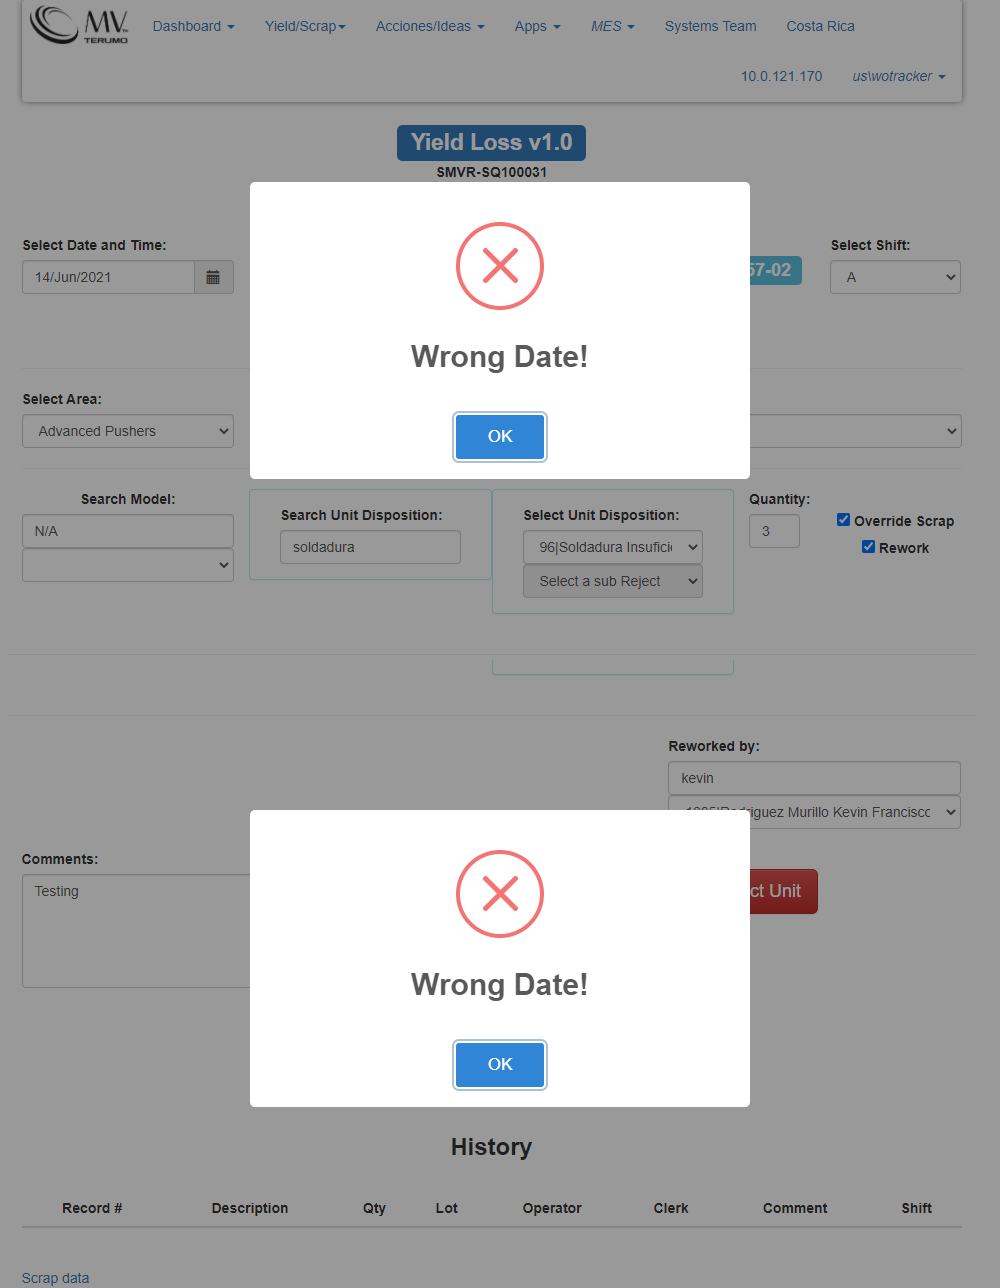 MV
TERUMO
Dashboard
Yield/Scrap
Acciones/Ideas
Apps
MES
Systems Team
Costa Rica
10.0.121.170
us\wotracker
Yield Loss v1.0
SMVR-SQ100031
Select Date and Time:
14/Jun/2021
57-02
Select Shift:
A
Wrong Date!
OK
Select Area:
Advanced Pushers
Search Model:
N/A
Search Unit Disposition:
soldadura
Select Unit Disposition:
96|Soldadura Insufici
Select a sub Reject
Quantity:
3
Override Scrap
Rework
Reworked by:
kevin
Rodriguez Murillo Kevin Francisco
Comments:
Testing
ct Unit
Wrong Date!
OK
History
Record # Description Qty Lot Operator Clerk Comment Shift
Scrap data